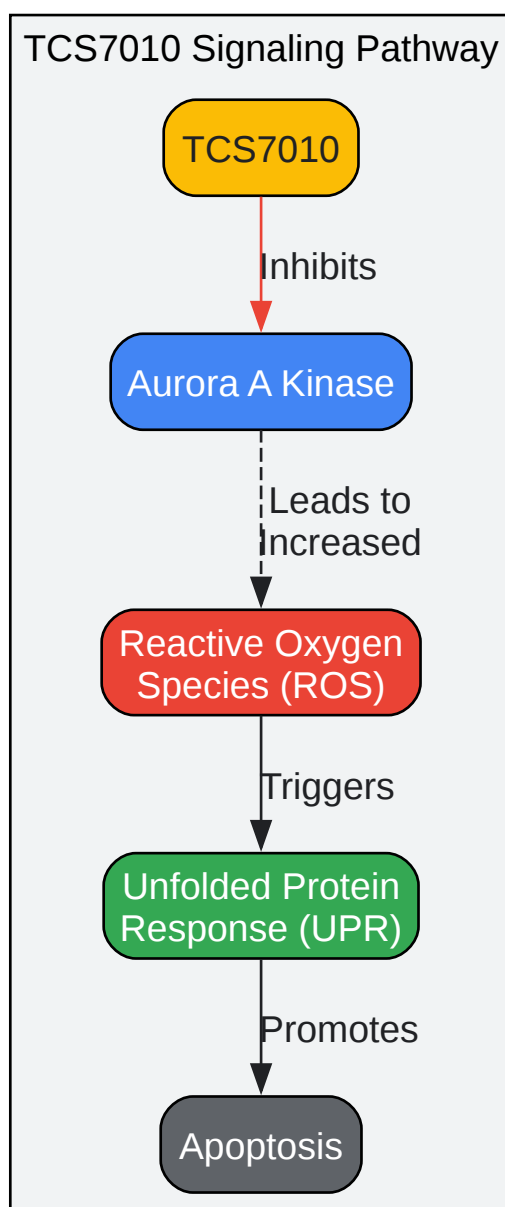 TCS7010 Signaling Pathway
TCS7010
Inhibits
Aurora A Kinase
Leads to
Increased
Reactive Oxygen
Species (ROS)
Triggers
Unfolded Protein
Response (UPR)
Promotes
Apoptosis